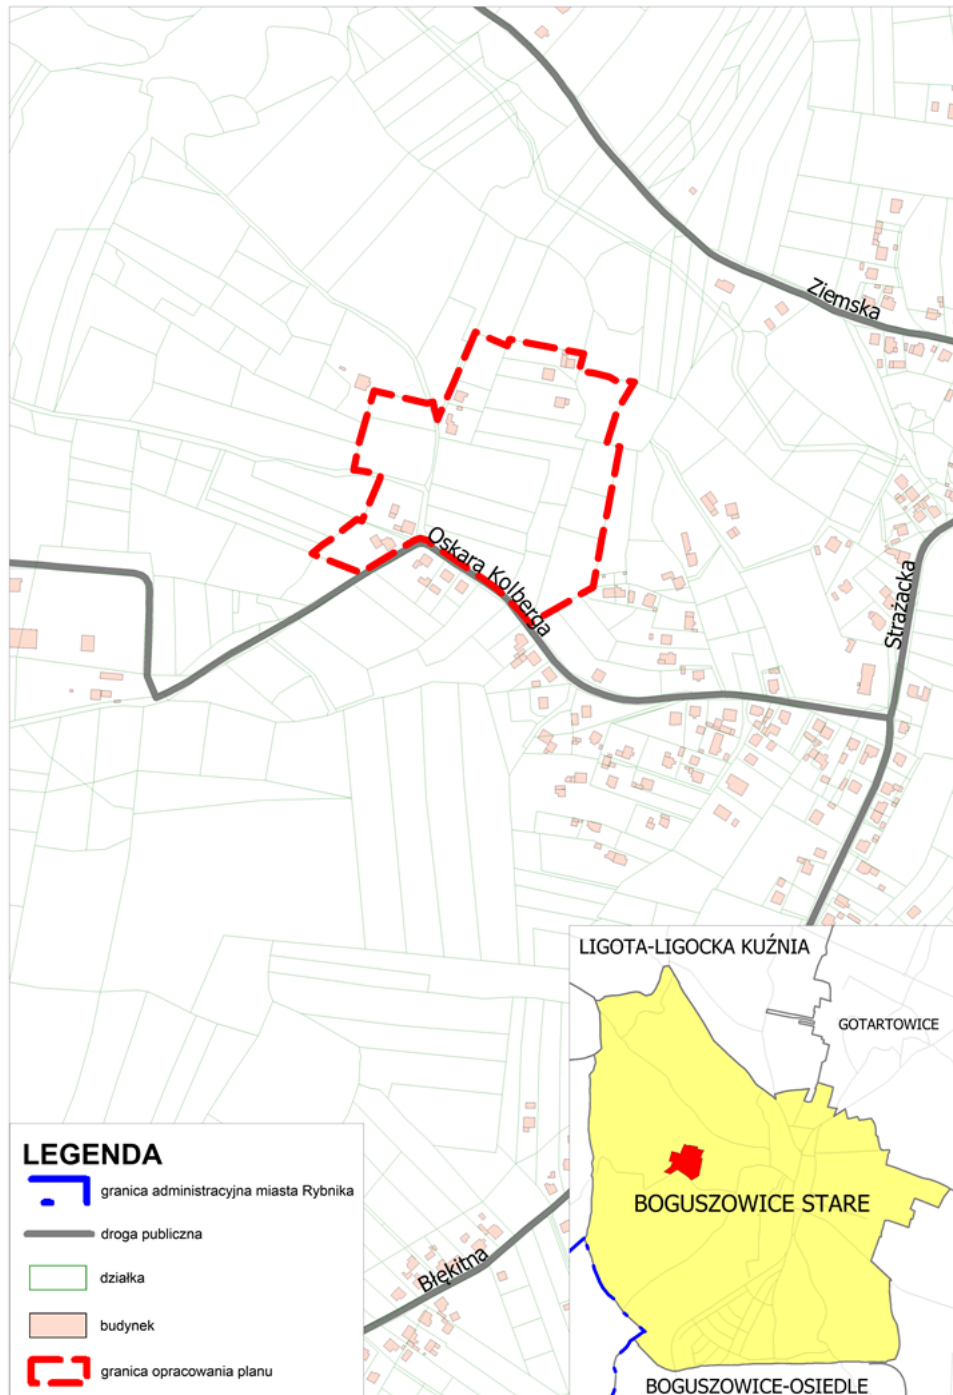 Ziemska
Oskara Kolberga
Strażacka
LIGOTA-LIGOCKA KUŹNIA
GOTARTOWICE
BOGUSZOWICE STARE
BOGUSZOWICE-OSIEDLE
Błękitna
LEGENDA
granica administracyjna miasta Rybnika
droga publiczna
działka
budynek
granica opracowania planu